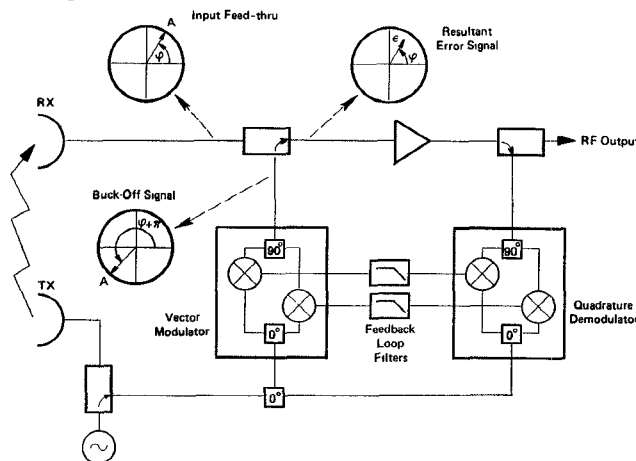 Input Feed-thru
A
φ
Resultant
Error Signal
ϵ
φ
RX
RF Output
Buck-Off Signal
φ+π
A
TX
90°
90°
Vector
Modulator
Feedback
Loop
Filters
Quadrature
Demodulator
0°
0°
0°